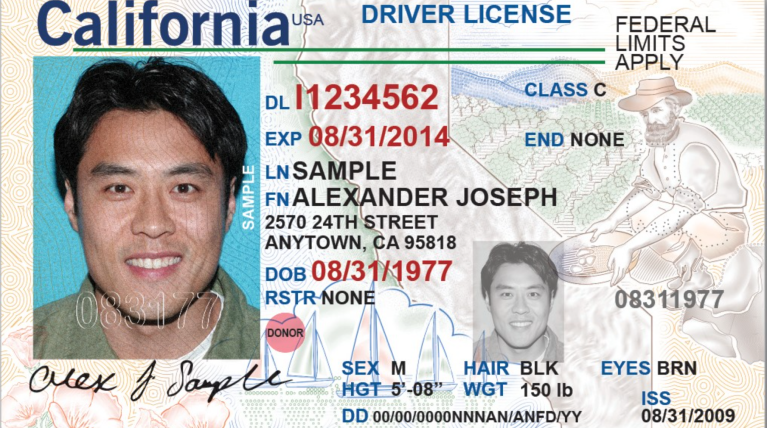 California USA DRIVER LICENSE
FEDERAL
LIMITS
APPLY
DL I1234562
CLASS C
EXP 08/31/2014
END NONE
LN SAMPLE
FN ALEXANDER JOSEPH
2570 24TH STREET
ANYTOWN, CA 95818
DOB 08/31/1977
RSTR NONE
08311977
SAMPLE
083177
DONOR
Alex J Sample
SEX M HAIR BLK EYES BRN
HGT 5'-08" WGT 150 lb
ISS
DD 00/00/0000NNNAN/ANFD/YY 08/31/2009